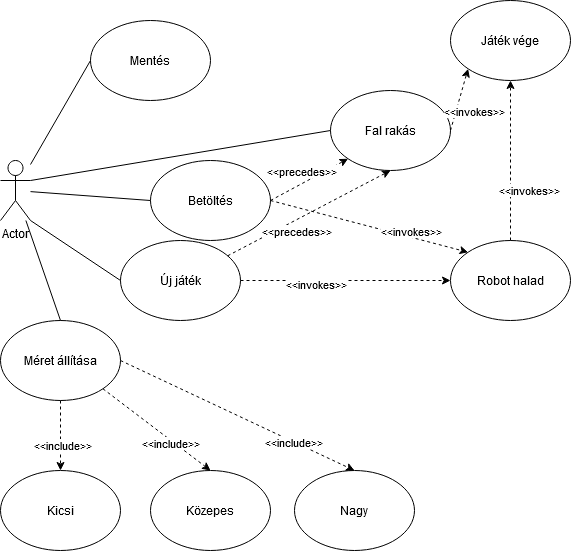 Játék vége
Mentés
<<invokes>>
Fal rakás
<<precedes>>
<<invokes>>
Betöltés
Actor
<<precedes>>
<<invokes>>
Új játék
<<invokes>>
Robot halad
Méret állítása
<<include>>
<<include>>
<<include>>
Kicsi
Közepes
Nagy